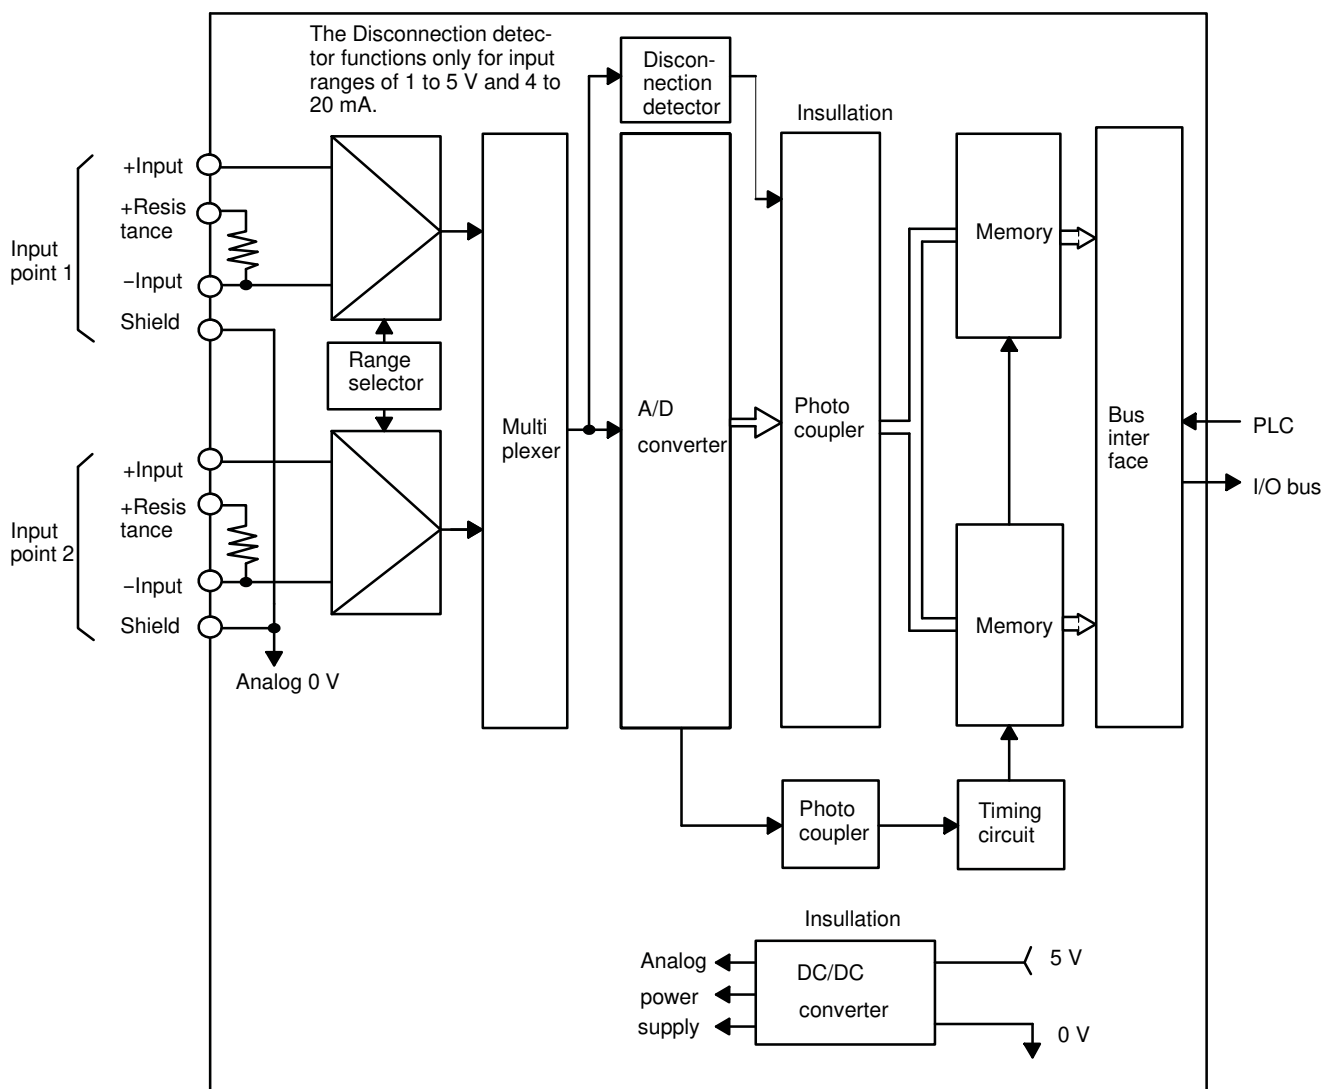 The Disconnection detec-
tor functions only for input
ranges of 1 to 5 V and 4 to
20 mA.
Discon-
nection
detector
Insullation
+Input
+Resis
tance
Input
point 1
−Input
Shield
Range
selector
Memory
Multi
plexer
A/D
converter
Photo
coupler
Bus
inter
face
PLC
I/O bus
+Input
+Resis
tance
Input
point 2
−Input
Shield
Analog 0 V
Memory
Photo
coupler
Timing
circuit
Insullation
Analog
power
supply
DC/DC
converter
5 V
0 V